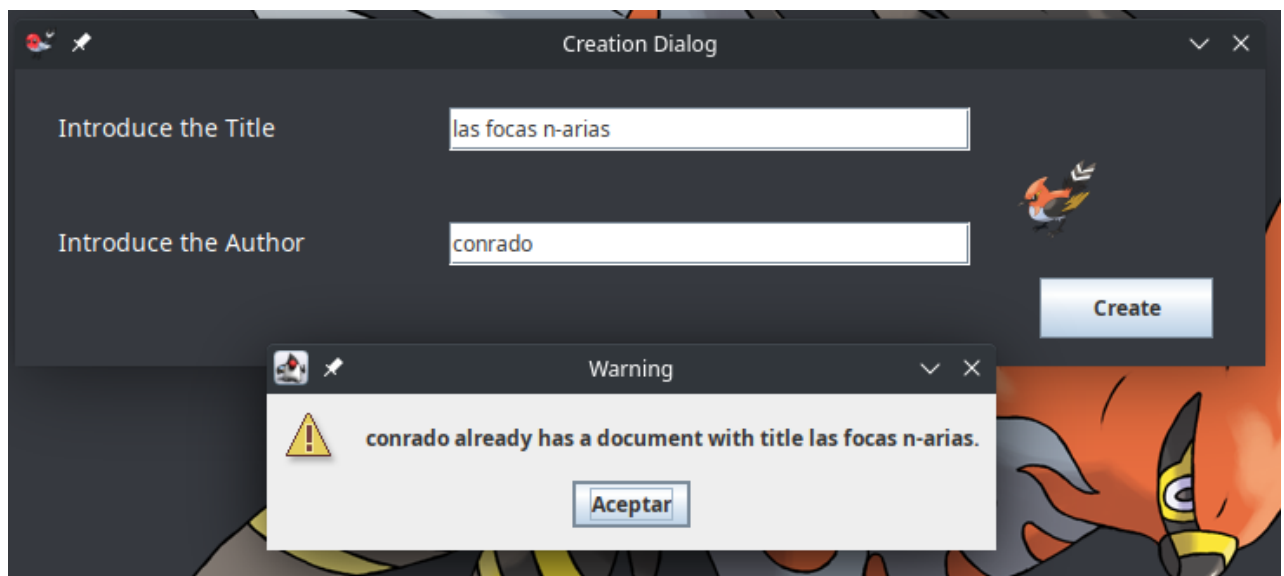 Creation Dialog
Introduce the Title
las focas n-arias
Introduce the Author
conrado
Create
Warning
conrado already has a document with title las focas n-arias.
Aceptar